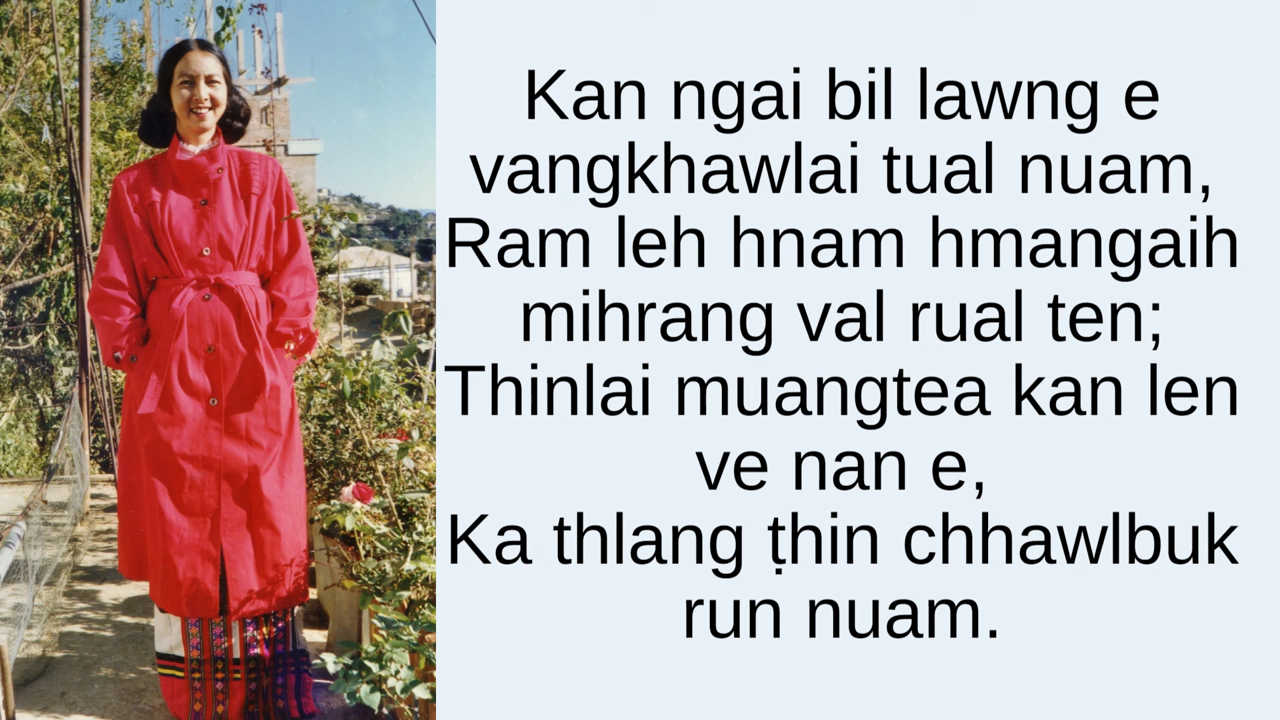 Kan ngai bil lawng e
vangkhawlai tual nuam,
Ram leh hnam hmangaih
mihrang val rual ten;
Thinlai muangtea kan len
ve nan e,
Ka thlang ṭhin chhawlbuk
run nuam.